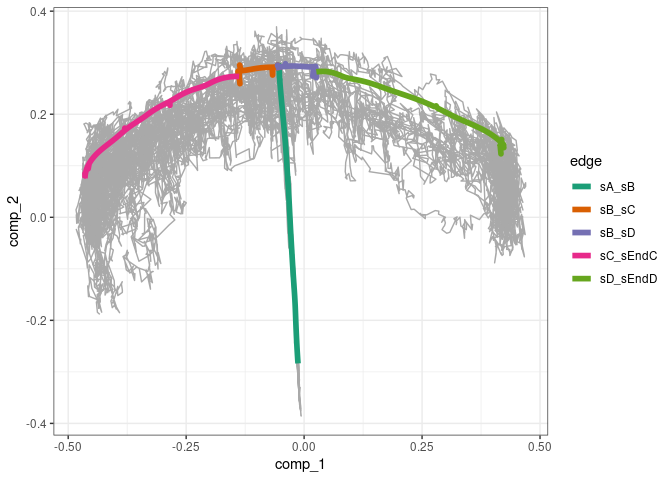 0.4
0.2
0.0
-0.2
-0.4
comp_2
-0.50
-0.25
0.00
0.25
0.50
comp_1
edge
sA_sB
sB_sC
sB_sD
sC_sEndC
sD_sEndD